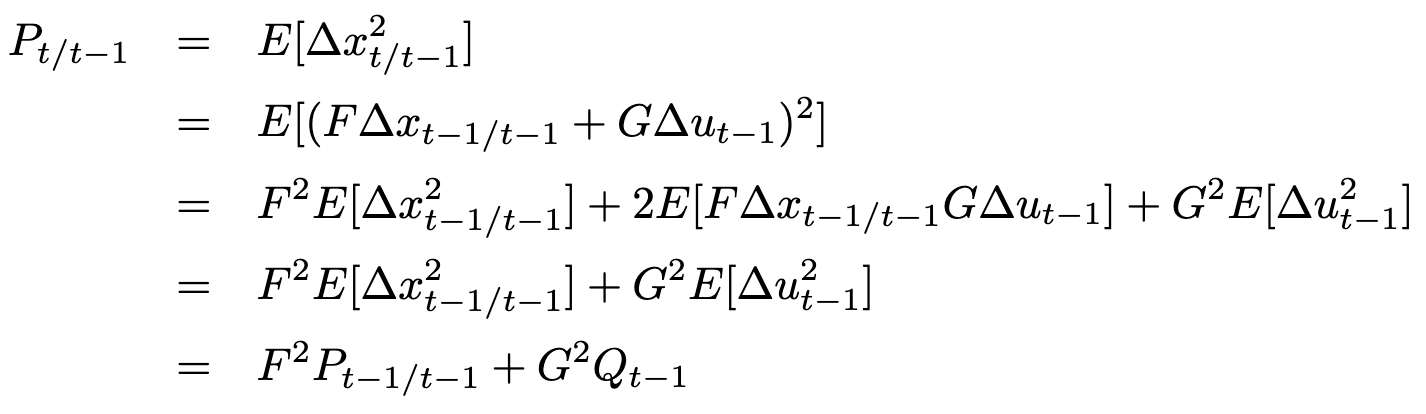 P_{t/t-1} = E[Δx^2_{t/t-1}]
= E[(FΔx_{t-1/t-1} + GΔu_{t-1})^2]
= F^2E[Δx^2_{t-1/t-1}] + 2E[FΔx_{t-1/t-1}GΔu_{t-1}] + G^2E[Δu^2_{t-1}]
= F^2E[Δx^2_{t-1/t-1}] + G^2E[Δu^2_{t-1}]
= F^2P_{t-1/t-1} + G^2Q_{t-1}